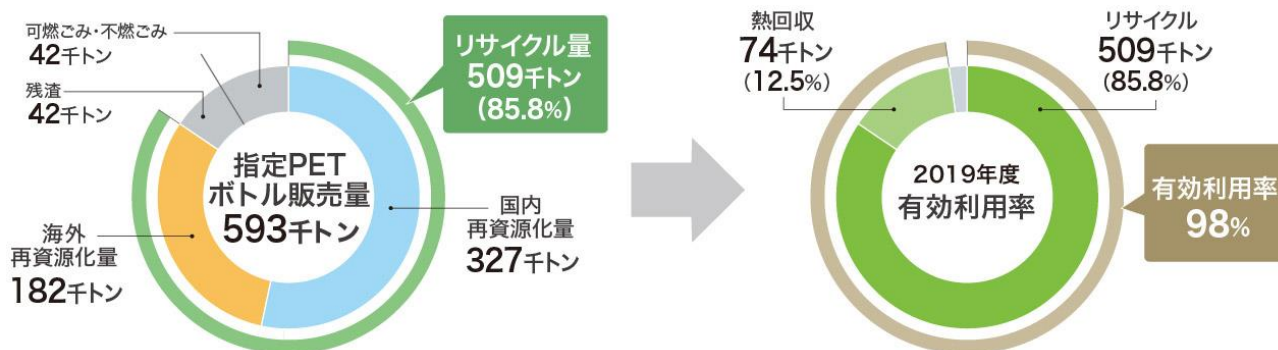 可燃ごみ・不燃ごみ
42千トン
残渣
42千トン
リサイクル量
509千トン
(85.8%)
指定PET
ボトル販売量
593千トン
海外
再資源化量
182千トン
国内
再資源化量
327千トン
熱回収
74千トン
(12.5%)
リサイクル
509千トン
(85.8%)
2019年度
有効利用率
有効利用率
98%